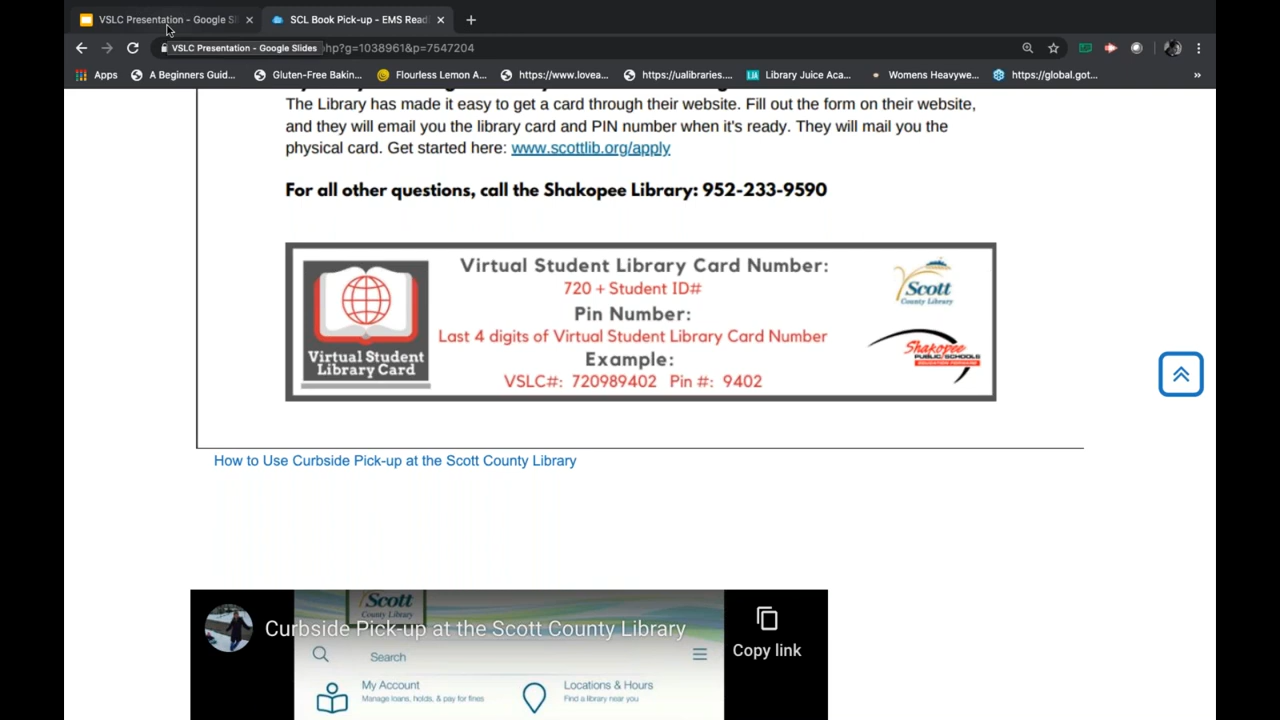 VSLC Presentation - Google Sl
SCL Book Pick-up - EMS Readi
VSLC Presentation - Google Slides
hp?g=1038961&p=7547204
Apps
A Beginners Guid...
Gluten-Free Bakin...
Flourless Lemon A...
https://www.lovea...
https://ualibraries....
Library Juice Aca...
Womens Heavywe...
https://global.got...
»
The Library has made it easy to get a card through their website. Fill out the form on their website,
and they will email you the library card and PIN number when it's ready. They will mail you the
physical card. Get started here: www.scottlib.org/apply
For all other questions, call the Shakopee Library: 952-233-9590
Virtual Student Library Card Number:
720 + Student ID#
Pin Number:
Last 4 digits of Virtual Student Library Card Number
Example:
VSLC#: 720989402 Pin #: 9402
Virtual Student
Library Card
Scott
County Library
Shakopee
PUBLIC SCHOOLS
EDUCATION FORWARD
How to Use Curbside Pick-up at the Scott County Library
Scott
County Library
Curbside Pick-up at the Scott County Library
Copy link
Search
My Account
Manage loans, holds, & pay for fines
Locations & Hours
Find a library near you